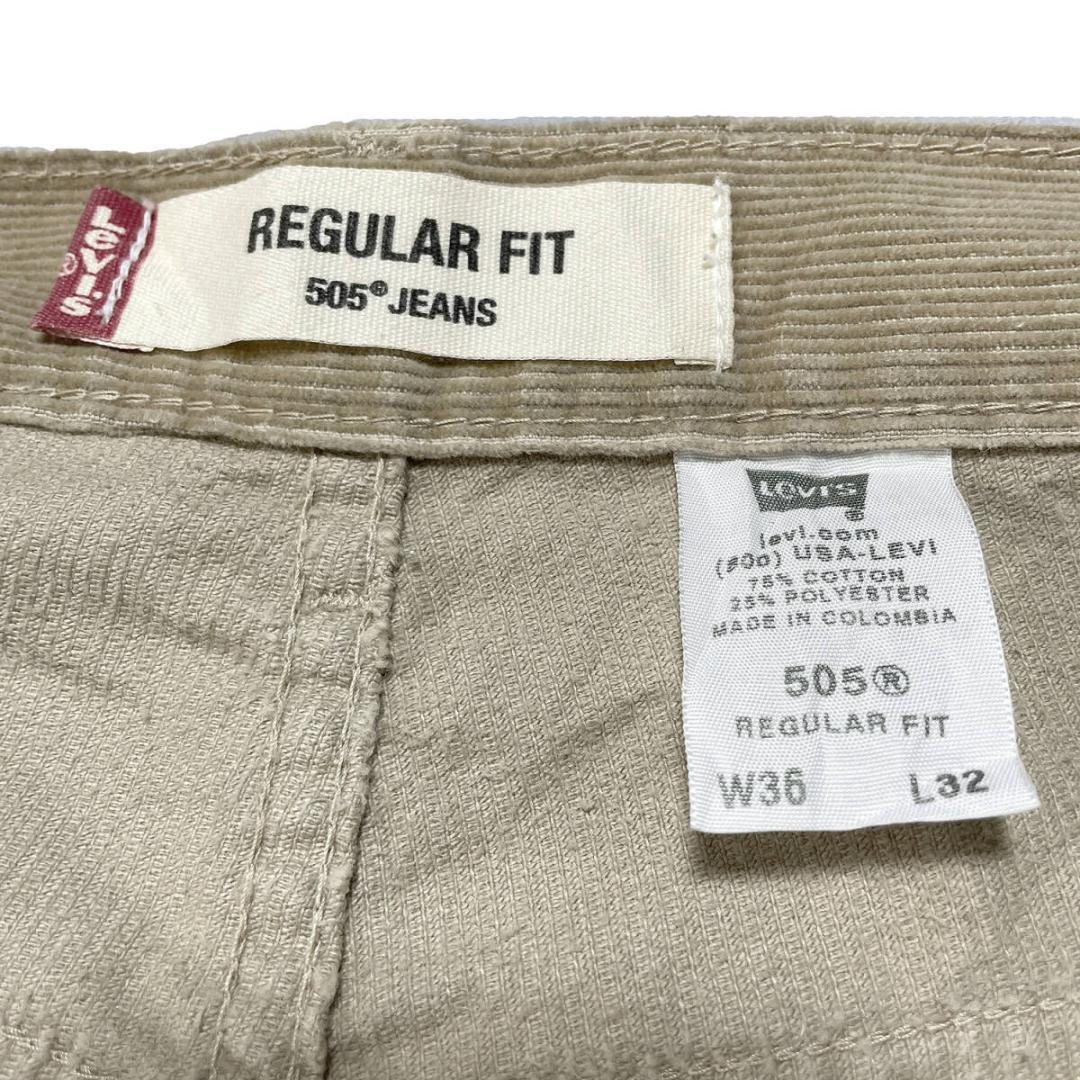 Levi's®
REGULAR FIT
505® JEANS
LEVI'S
®
levi.com
USA-LEVI
75% COTTON
25% POLYESTER
MADE IN COLOMBIA
505®
REGULAR FIT
W36 L32